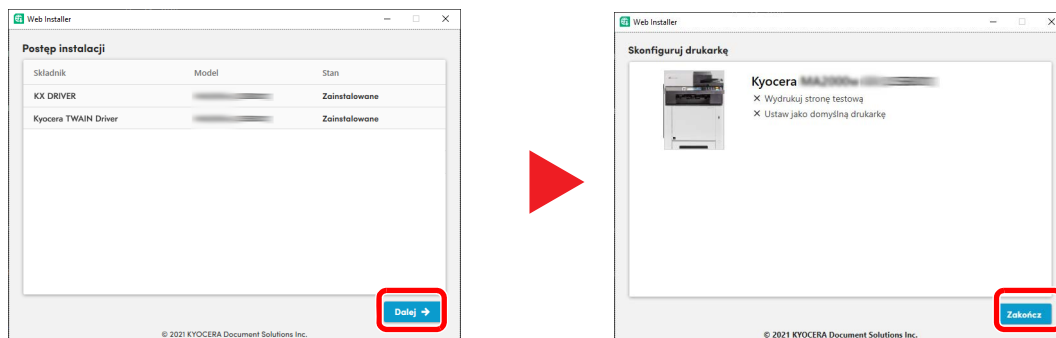 Web Installer
Postęp instalacji
Składnik Model Stan
KX DRIVER Zainstalowane
Kyocera TWAIN Driver Zainstalowane
Dalej →
© 2021 KYOCERA Document Solutions Inc.
Web Installer
Skonfiguruj drukarkę
Kyocera
× Wydrukuj stronę testową
× Ustaw jako domyślną drukarkę
Zakończ
© 2021 KYOCERA Document Solutions Inc.